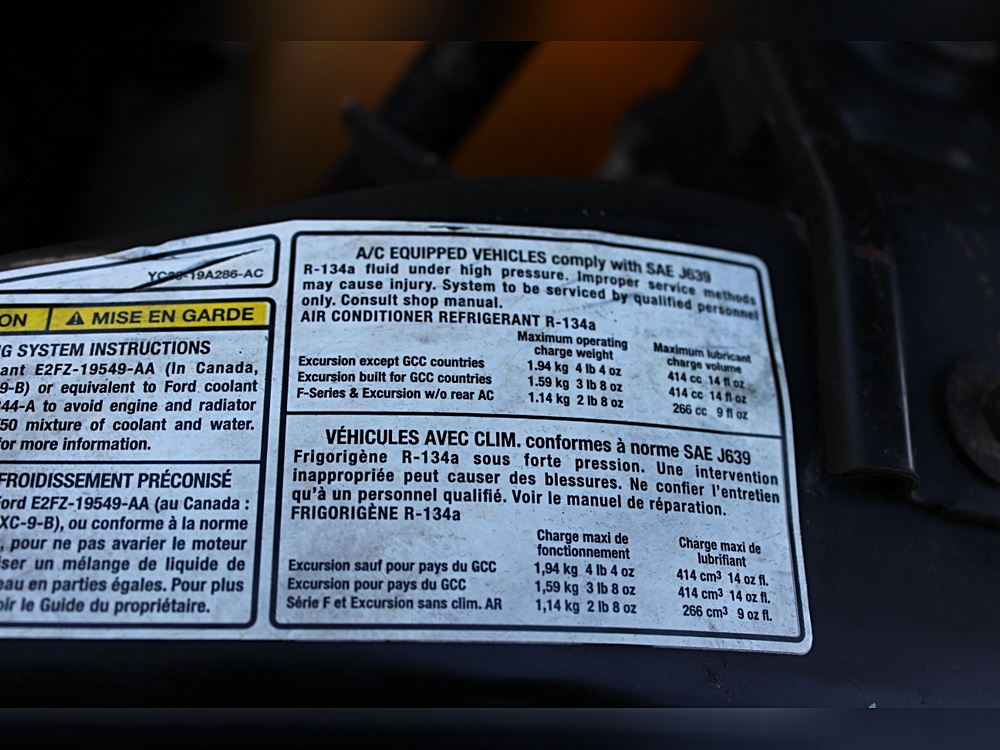 YC28-19A286-AC
ON
MISE EN GARDE
G SYSTEM INSTRUCTIONS
ant E2FZ-19549-AA (In Canada,
9-B) or equivalent to Ford coolant
44-A to avoid engine and radiator
50 mixture of coolant and water.
for more information.
FROIDISSEMENT PRÉCONISÉ
Ford E2FZ-19549-AA (au Canada :
XC-9-B), ou conforme à la norme
, pour ne pas avarier le moteur
iser un mélange de liquide de
eau en parties égales. Pour plus
oir le Guide du propriétaire.
A/C EQUIPPED VEHICLES comply with SAE J639
R-134a fluid under high pressure. Improper service methods
may cause injury. System to be serviced by qualified personnel
only. Consult shop manual.
AIR CONDITIONER REFRIGERANT R-134a
Maximum operating charge weight Maximum lubricant charge volume
Excursion except GCC countries 1.94 kg 4 lb 4 oz 414 cc 14 fl oz
Excursion built for GCC countries 1.59 kg 3 lb 8 oz 414 cc 14 fl oz
F-Series & Excursion w/o rear AC 1.14 kg 2 lb 8 oz 266 cc 9 fl oz
VÉHICULES AVEC CLIM. conformes à norme SAE J639
Frigorigène R-134a sous forte pression. Une intervention
inappropriée peut causer des blessures. Ne confier l'entretien
qu'à un personnel qualifié. Voir le manuel de réparation.
FRIGORIGÈNE R-134a
Charge maxi de fonctionnement Charge maxi de lubrifiant
Excursion sauf pour pays du GCC 1,94 kg 4 lb 4 oz 414 cm³ 14 oz fl.
Excursion pour pays du GCC 1,59 kg 3 lb 8 oz 414 cm³ 14 oz fl.
Série F et Excursion sans clim. AR 1,14 kg 2 lb 8 oz 266 cm³ 9 oz fl.